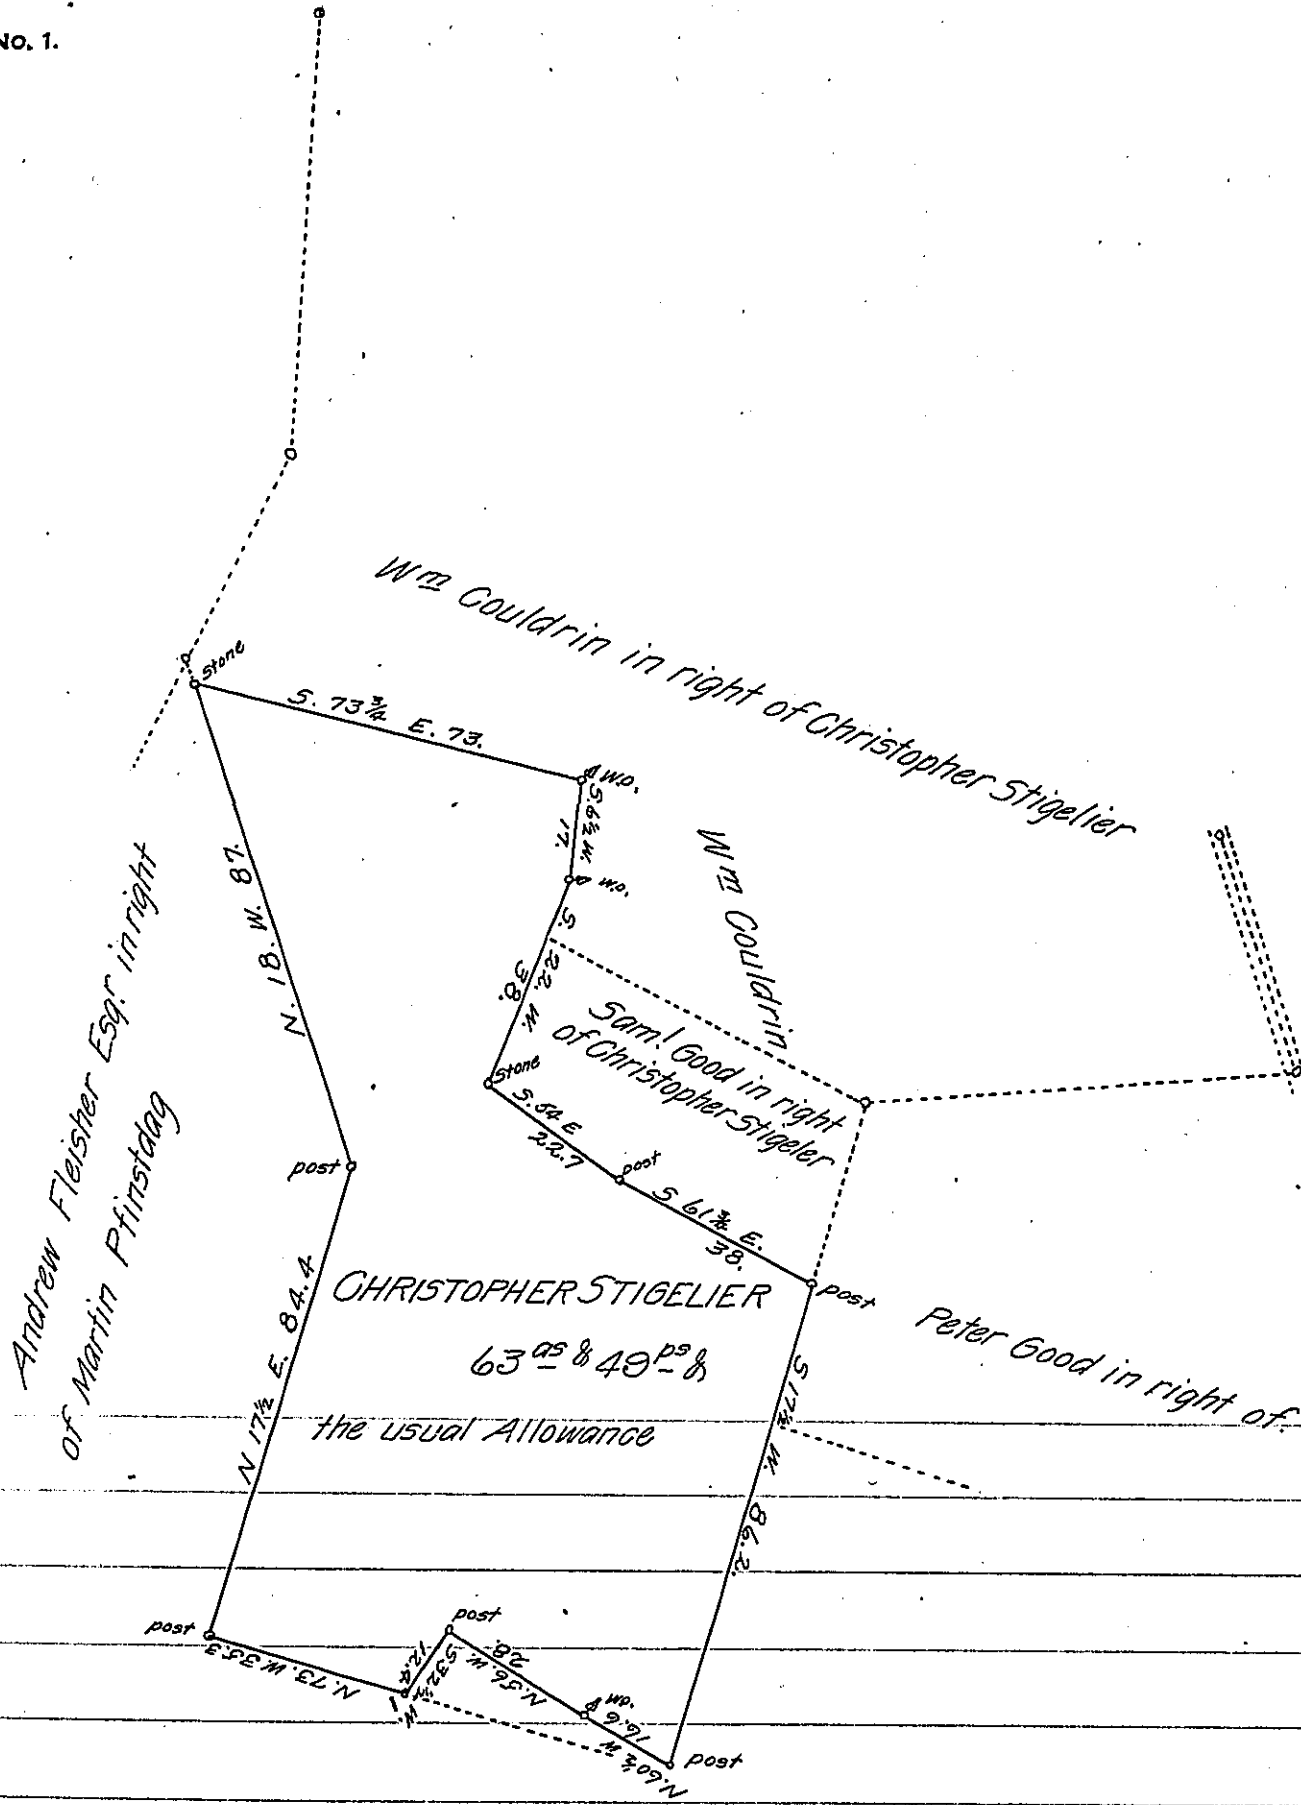 No. 1.
Wm Couldrin in right of Christopher Stigelier
Stone
S. 73¾ E. 73.
w.p.
S. 6½ W.
17.
w.p.
Wm Couldrin
S. 22. W.
38.
N. 18. W. 87.
Andrew Fleisher Esqr. in right
of Martin Pfinstdag
Saml. Good in right
of Christopher Stigeler
Stone
S. 54 E
22.7
post
S 61¾ E.
38.
post
post
CHRISTOPHER STIGELIER
63 as & 49 ps &
the usual Allowance
Peter Good in right of
N 17½ E. 84.4
S 17½ W. 86.2
post
N. 73. W. 35.3
post
S 32½ W.
12.4
N. 56. W.
28.
wp.
16.6
N. 60½ W
post